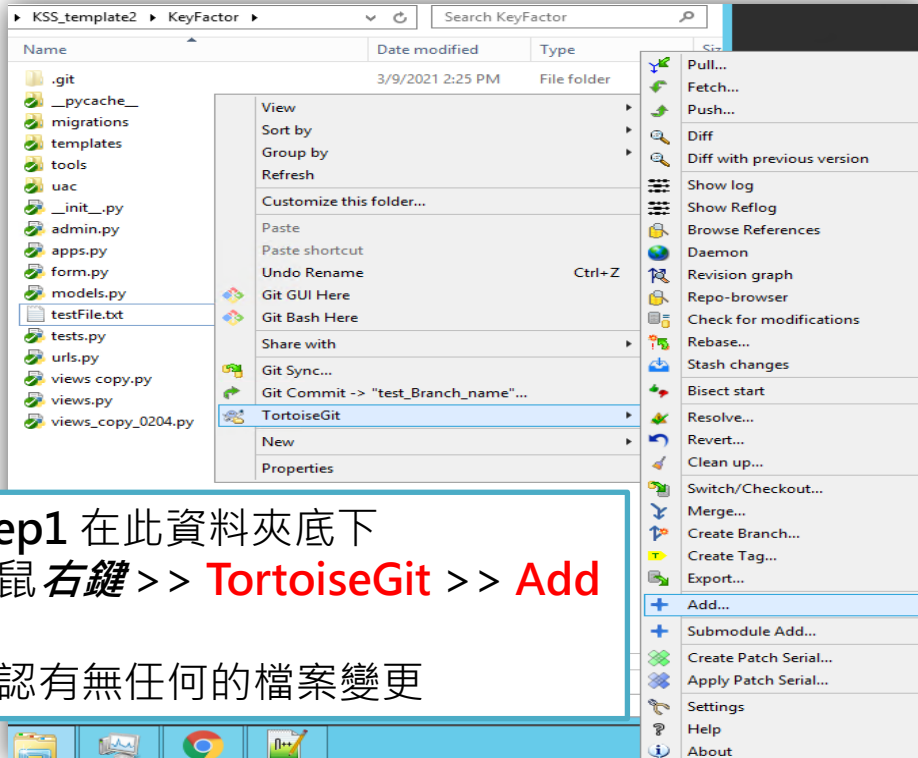 KSS_template2 ▸ KeyFactor ▸
Search KeyFactor
Name Date modified Type
.git 3/9/2021 2:25 PM File folder
__pycache__
migrations
templates
tools
uac
__init__.py
admin.py
apps.py
form.py
models.py
testFile.txt
tests.py
urls.py
views copy.py
views.py
views_copy_0204.py
View
Sort by
Group by
Refresh
Customize this folder...
Paste
Paste shortcut
Undo Rename Ctrl+Z
Git GUI Here
Git Bash Here
Share with
Git Sync...
Git Commit -> "test_Branch_name"...
TortoiseGit
New
Properties
Pull...
Fetch...
Push...
Diff
Diff with previous version
Show log
Show Reflog
Browse References
Daemon
Revision graph
Repo-browser
Check for modifications
Rebase...
Stash changes
Bisect start
Resolve...
Revert...
Clean up...
Switch/Checkout...
Merge...
Create Branch...
Create Tag...
Export...
Add...
Submodule Add...
Create Patch Serial...
Apply Patch Serial...
Settings
Help
About
ep1 在此資料夾底下
鼠右鍵 >> TortoiseGit >> Add
認有無任何的檔案變更